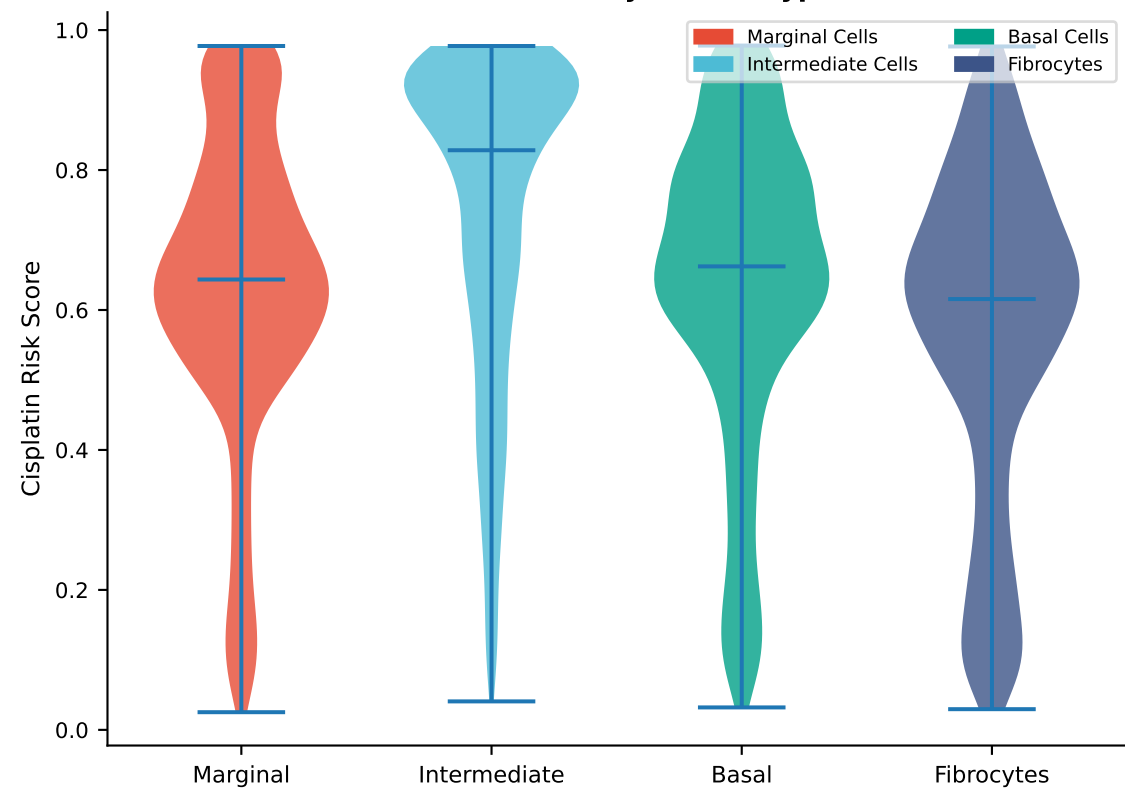 Marginal Cells
Intermediate Cells
Basal Cells
Fibrocytes
Cisplatin Risk Score
1.0
0.8
0.6
0.4
0.2
0.0
Marginal Intermediate Basal Fibrocytes